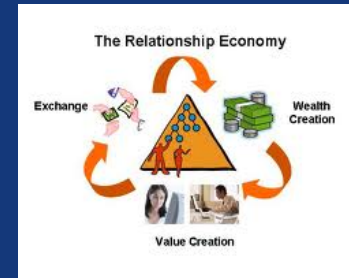 The Relationship Economy
Exchange
Wealth
Creation
Value Creation